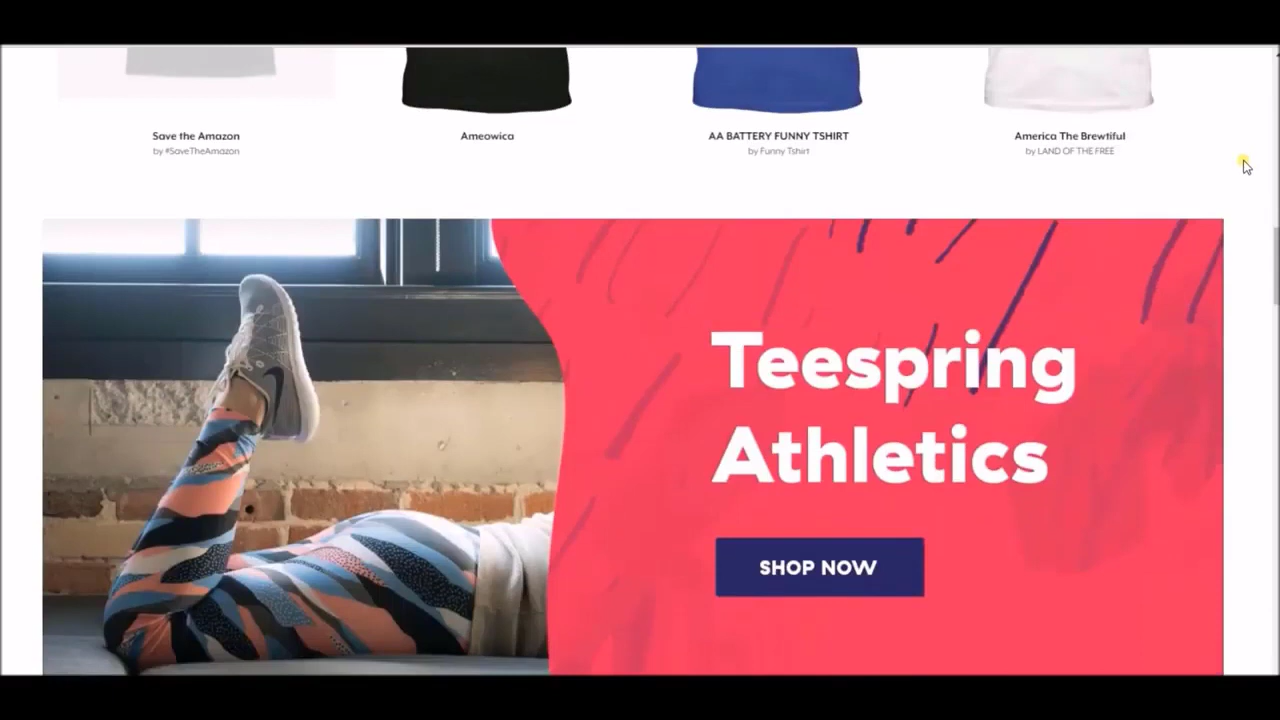 Save the Amazon
by #SaveTheAmazon
Ameowica
AA BATTERY FUNNY TSHIRT
by Funny Tshirt
America The Brewtiful
by LAND OF THE FREE
Teespring
Athletics
SHOP NOW